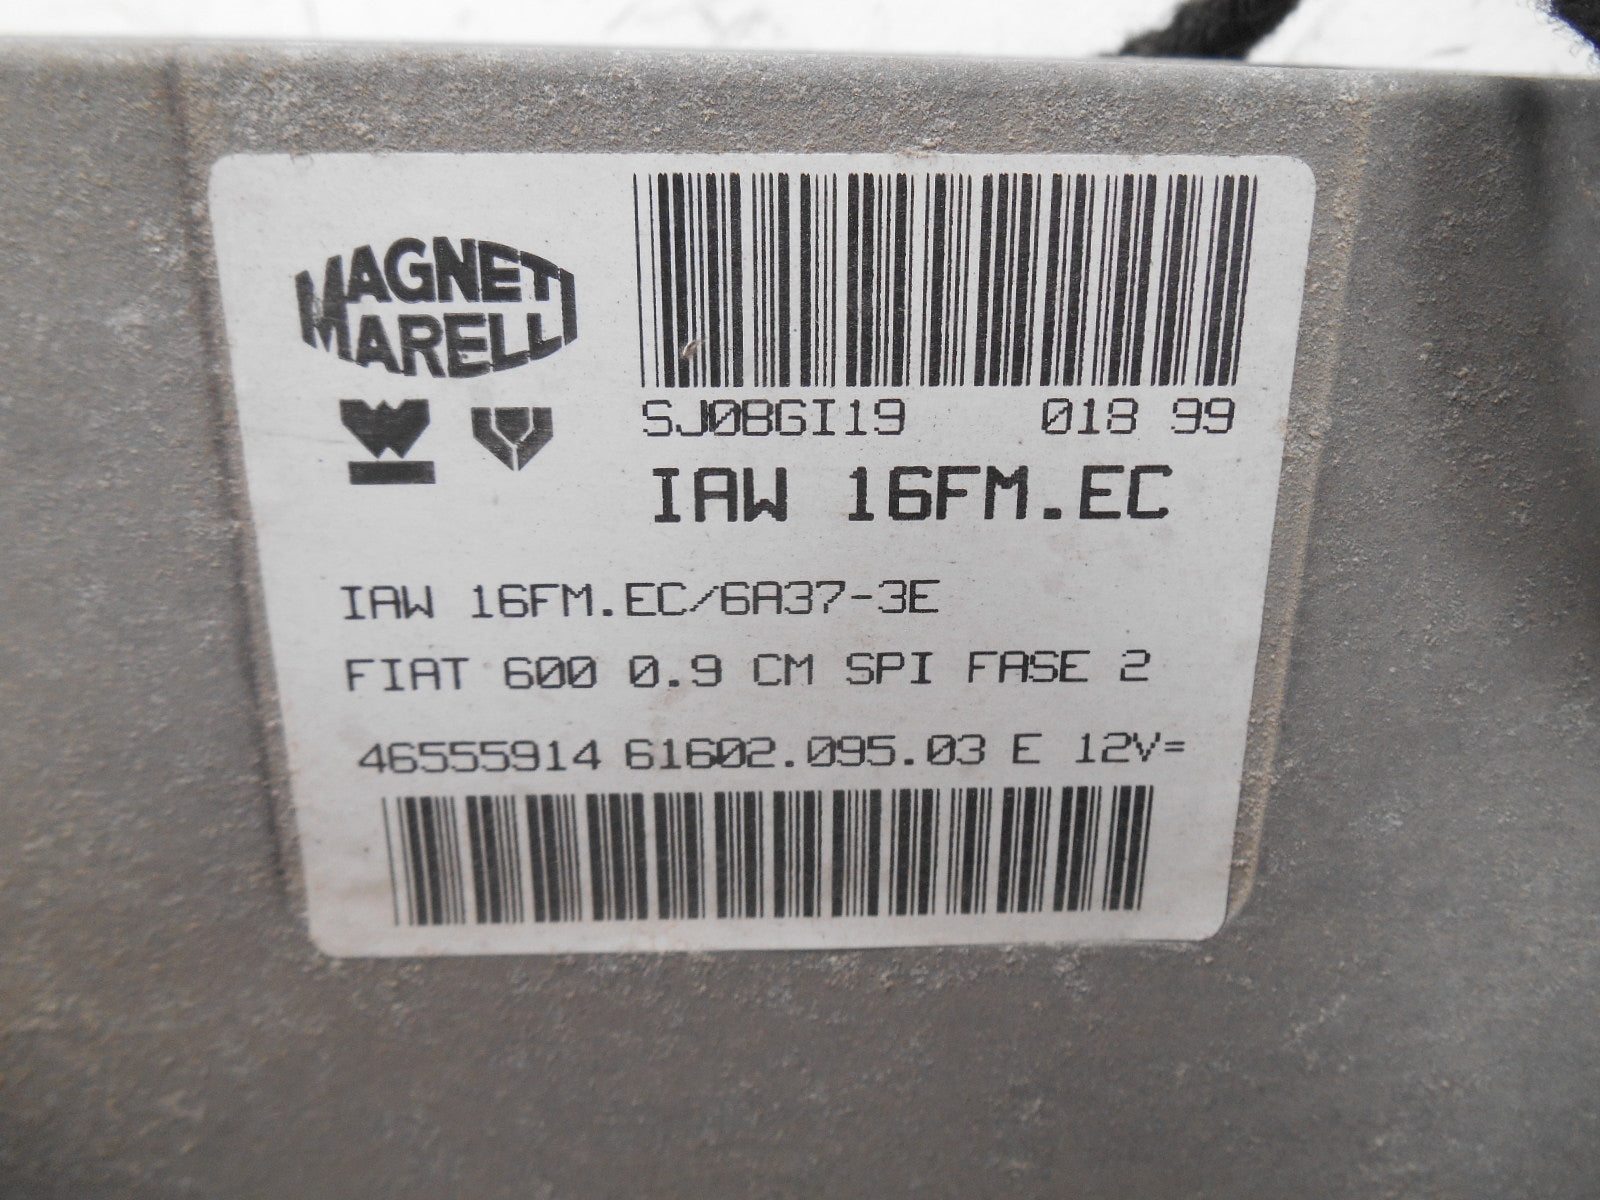 MAGNETI
MARELLI
SJ08GI19 018 99
IAW 16FM.EC
IAW 16FM.EC/6A37-3E
FIAT 600 0.9 CM SPI FASE 2
46555914 61602.095.03 E 12V=